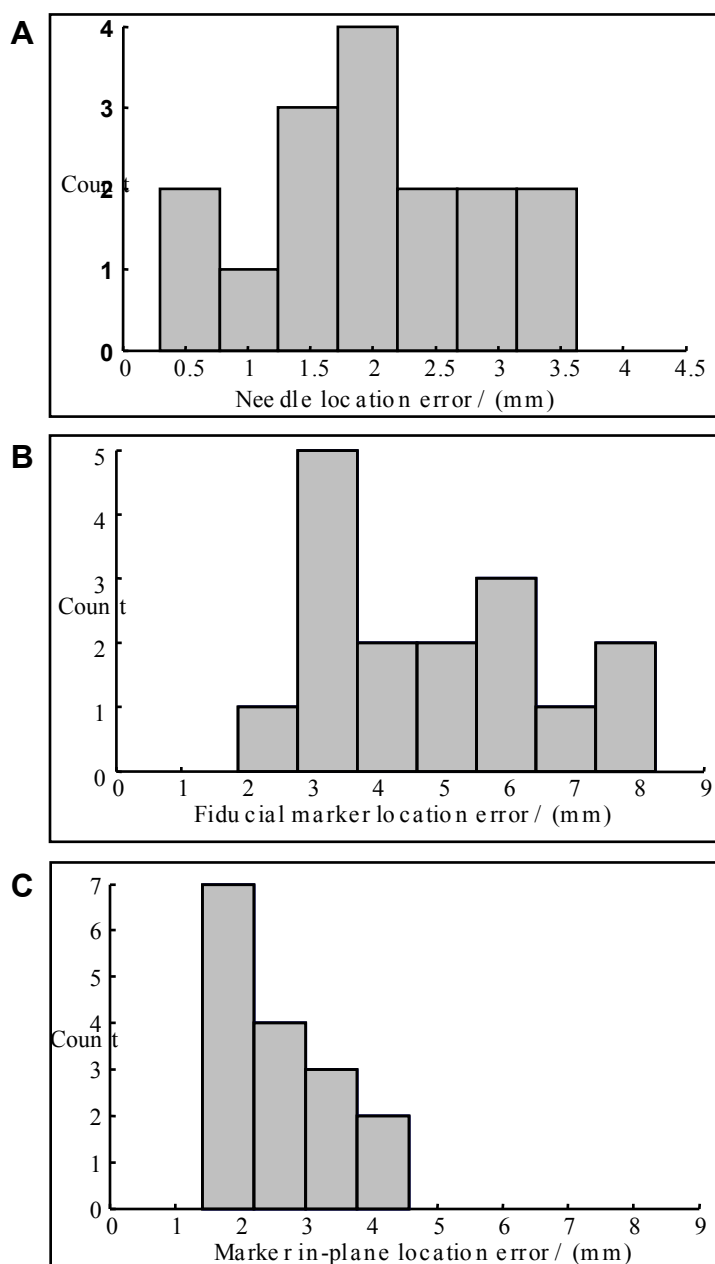 A
4
3
Count
2
1
0
0 0.5 1 1.5 2 2.5 3 3.5 4 4.5
Needle location error/ (mm)
B
5
4
3
Count
2
1
0
0 1 2 3 4 5 6 7 8 9
Fiducial marker location error/ (mm)
C
7
6
5
4
Count
3
2
1
0
0 1 2 3 4 5 6 7 8 9
Marker in-plane location error/ (mm)